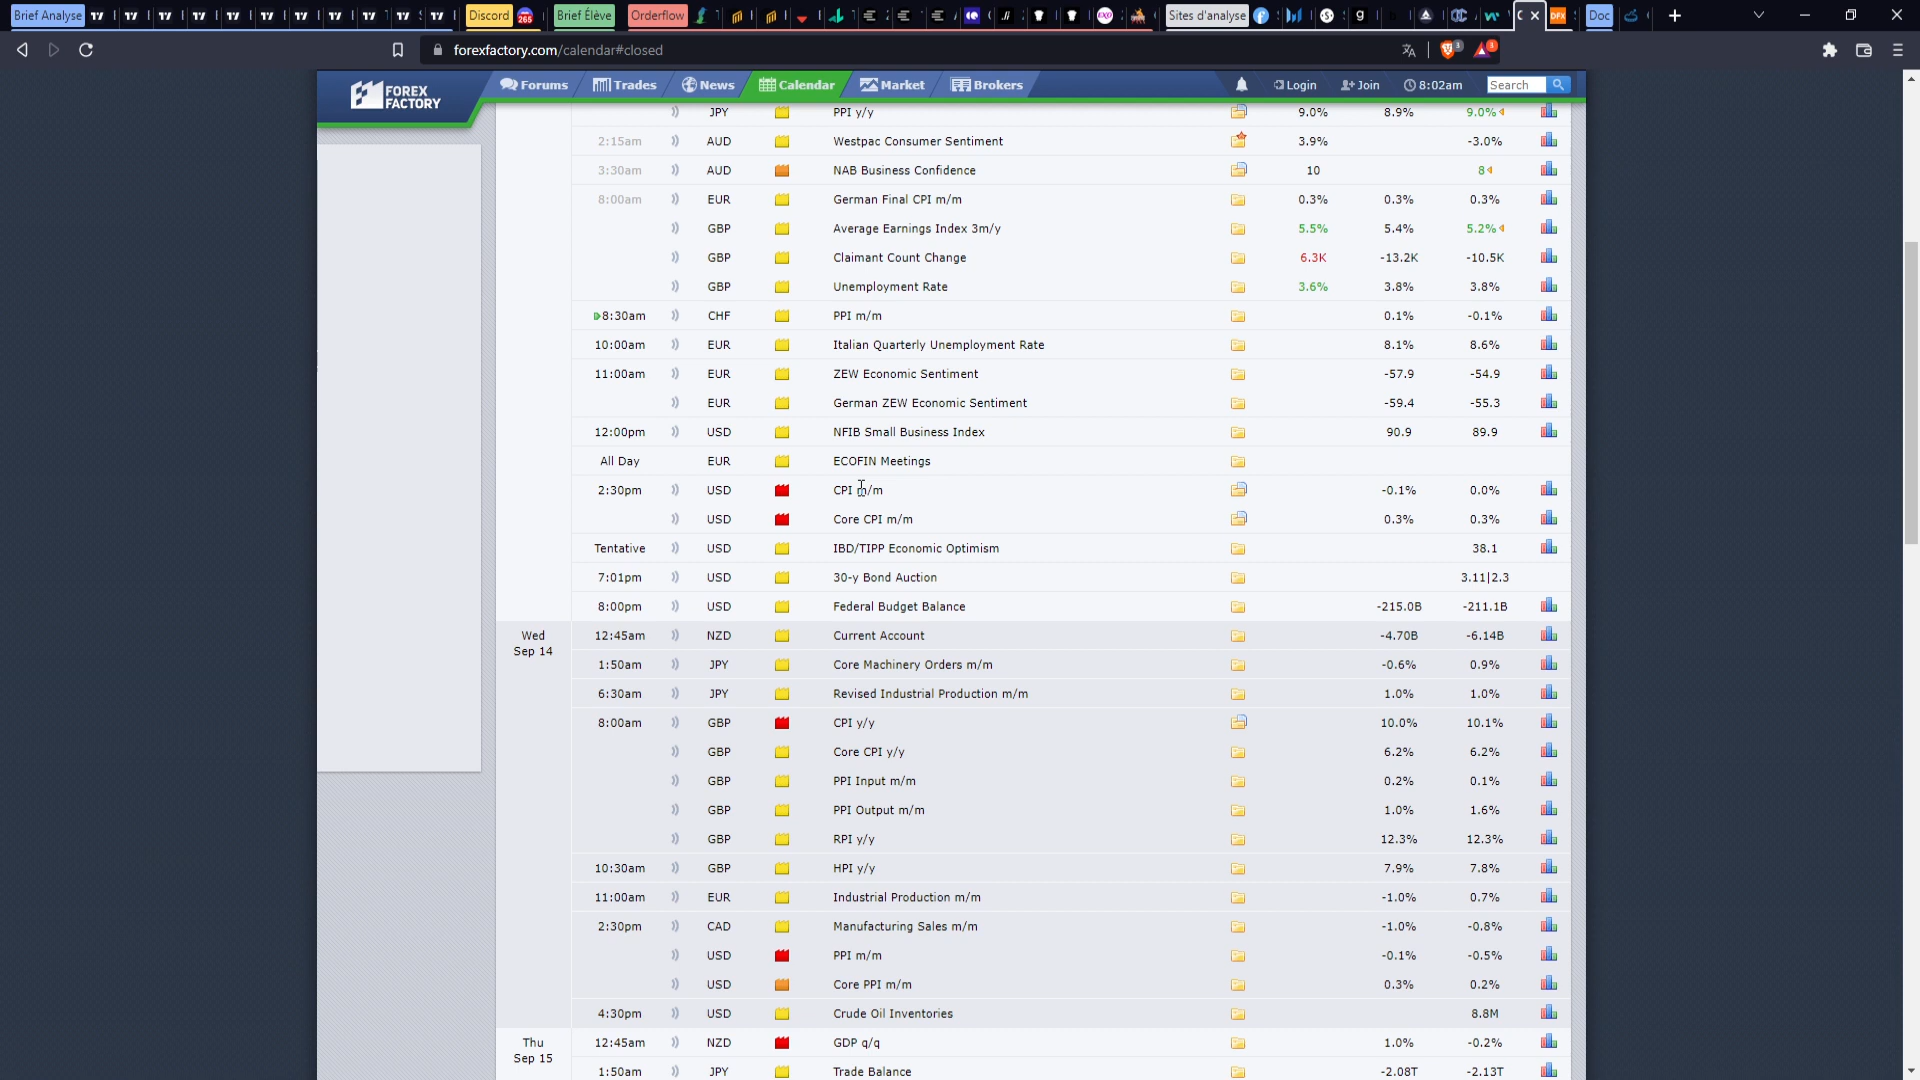 Brief Analyse Discord 265 Brief Élève Orderflow EXO Sites d'analyse DFX Doc
forexfactory.com/calendar#closed
FOREX FACTORY Forums Trades News Calendar Market Brokers Login Join 8:02am Search
JPY PPI y/y 9.0% 8.9% 9.0%
2:15am AUD Westpac Consumer Sentiment 3.9% -3.0%
3:30am AUD NAB Business Confidence 10 8
8:00am EUR German Final CPI m/m 0.3% 0.3% 0.3%
GBP Average Earnings Index 3m/y 5.5% 5.4% 5.2%
GBP Claimant Count Change 6.3K -13.2K -10.5K
GBP Unemployment Rate 3.6% 3.8% 3.8%
8:30am CHF PPI m/m 0.1% -0.1%
10:00am EUR Italian Quarterly Unemployment Rate 8.1% 8.6%
11:00am EUR ZEW Economic Sentiment -57.9 -54.9
EUR German ZEW Economic Sentiment -59.4 -55.3
12:00pm USD NFIB Small Business Index 90.9 89.9
All Day EUR ECOFIN Meetings
2:30pm USD CPI m/m -0.1% 0.0%
USD Core CPI m/m 0.3% 0.3%
Tentative USD IBD/TIPP Economic Optimism 38.1
7:01pm USD 30-y Bond Auction 3.11|2.3
8:00pm USD Federal Budget Balance -215.0B -211.1B
Wed Sep 14 12:45am NZD Current Account -4.70B -6.14B
1:50am JPY Core Machinery Orders m/m -0.6% 0.9%
6:30am JPY Revised Industrial Production m/m 1.0% 1.0%
8:00am GBP CPI y/y 10.0% 10.1%
GBP Core CPI y/y 6.2% 6.2%
GBP PPI Input m/m 0.2% 0.1%
GBP PPI Output m/m 1.0% 1.6%
GBP RPI y/y 12.3% 12.3%
10:30am GBP HPI y/y 7.9% 7.8%
11:00am EUR Industrial Production m/m -1.0% 0.7%
2:30pm CAD Manufacturing Sales m/m -1.0% -0.8%
USD PPI m/m -0.1% -0.5%
USD Core PPI m/m 0.3% 0.2%
4:30pm USD Crude Oil Inventories 8.8M
Thu Sep 15 12:45am NZD GDP q/q 1.0% -0.2%
1:50am JPY Trade Balance -2.08T -2.13T